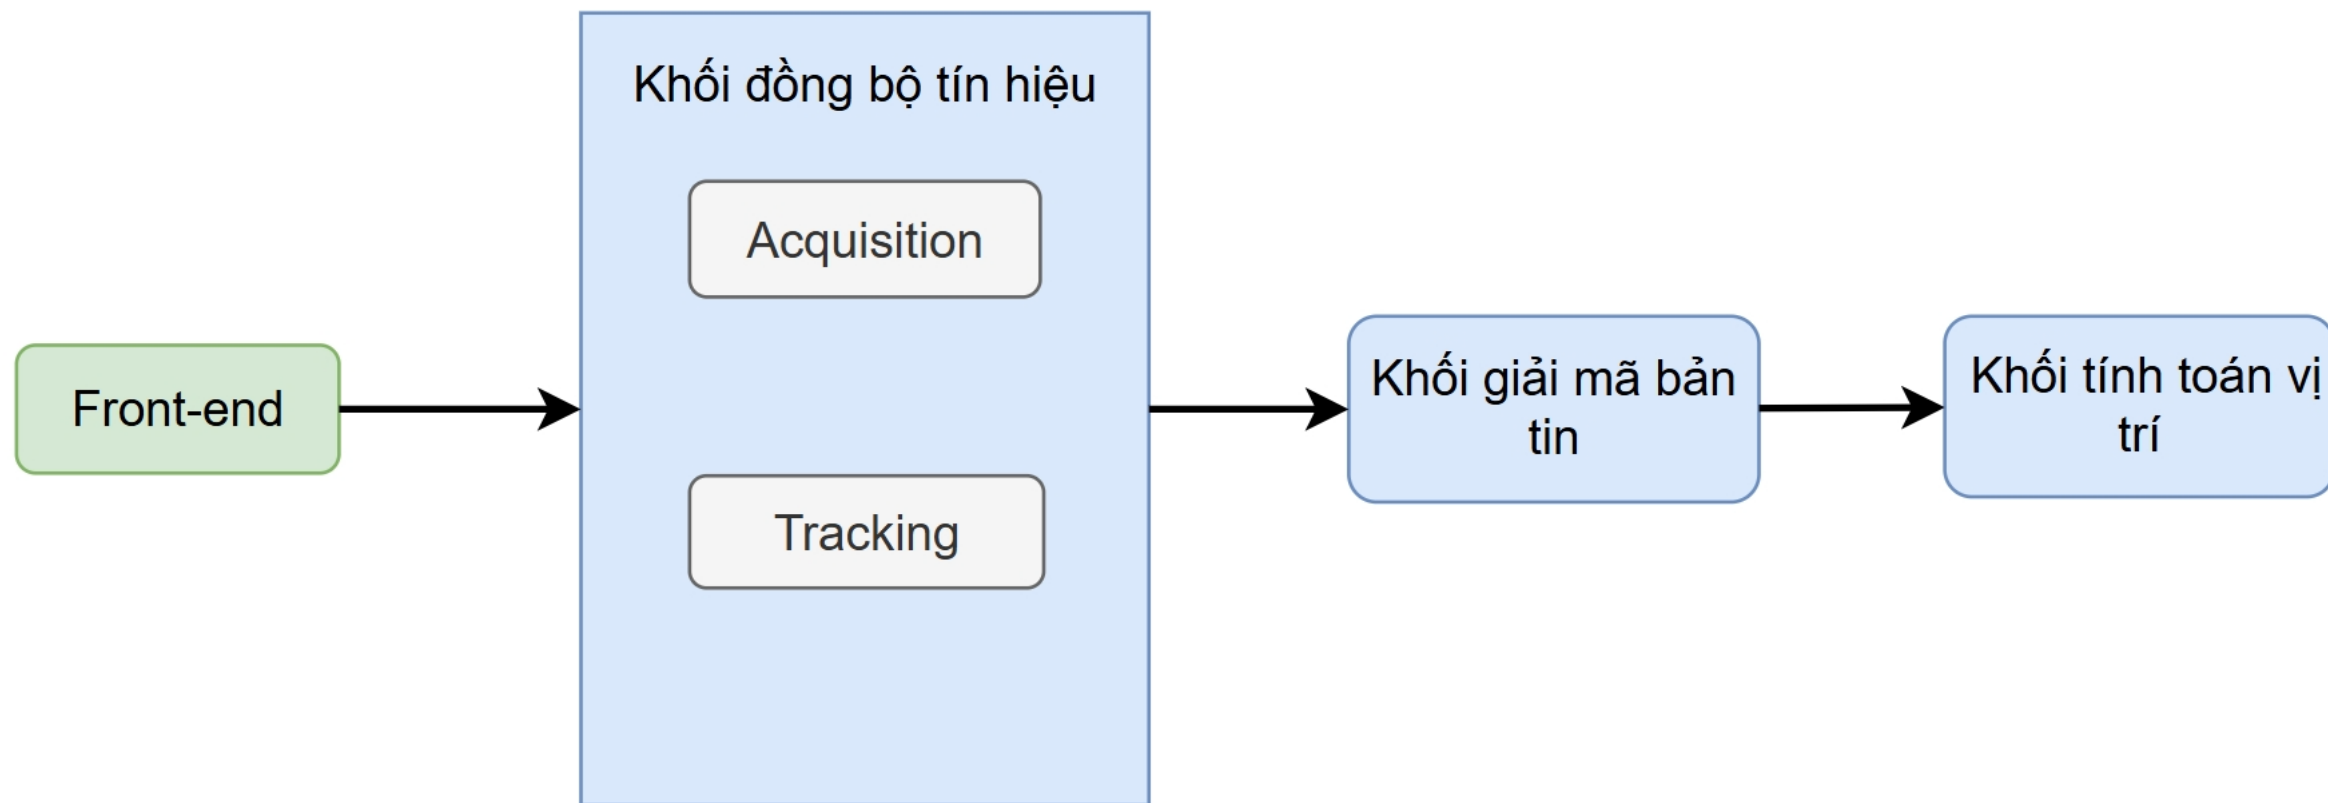 Khối đồng bộ tín hiệu
Acquisition
Tracking
Front-end
Khối giải mã bản
tin
Khối tính toán vị
trí